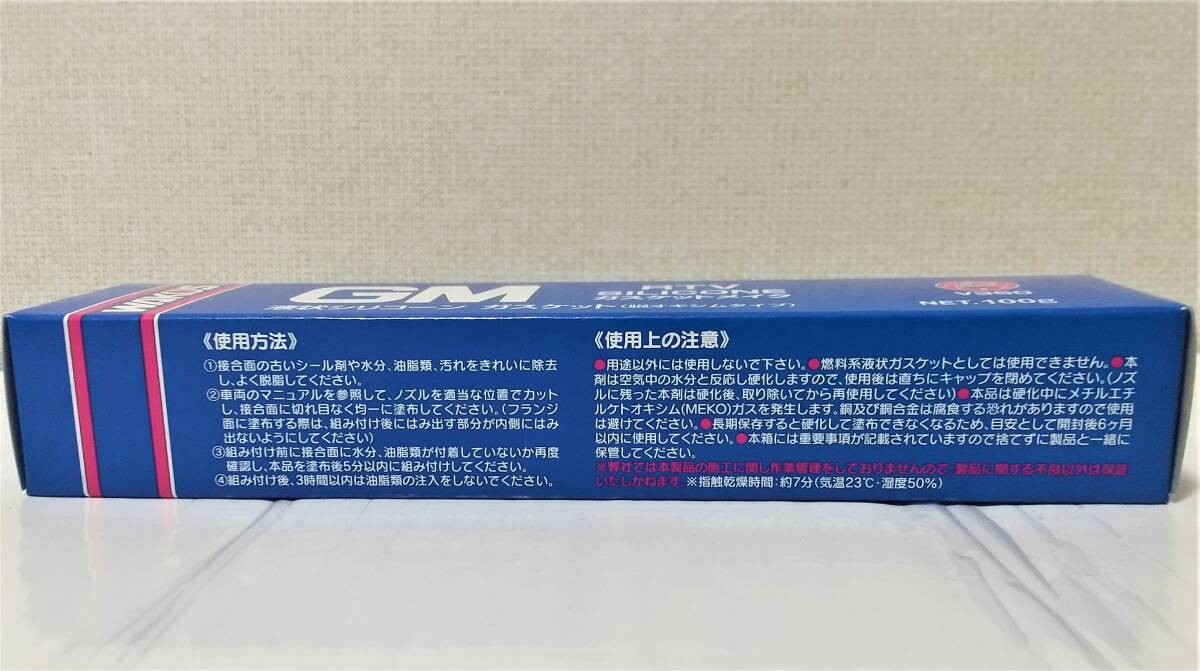 WAKO'S
GM
RTV
SILICONE
ガスケットメイク
液状シリコーン ガスケット(脱オキシムタイプ)
NET.100g
《使用方法》
①接合面の古いシール剤や水分、油脂類、汚れをきれいに除去
し、よく脱脂してください。
②車両のマニュアルを参照して、ノズルを適当な位置でカット
し、接合面に切れ目なく均一に塗布してください。(フランジ
面に塗布する際は、組み付け後にはみ出す部分が内側にはみ
出ないようにしてください)
③組み付け前に接合面に水分、油脂類が付着していないか再度
確認し、本品を塗布後5分以内に組み付けしてください。
④組み付け後、3時間以内は油脂類の注入をしないでください。
《使用上の注意》
●用途以外には使用しないで下さい。●燃料系液状ガスケットとしては使用できません。●本
剤は空気中の水分と反応し硬化しますので、使用後は直ちにキャップを閉めてください。(ノズ
ルに残った本剤は硬化後、取り除いてから再使用してください)●本品は硬化中にメチルエチ
ルケトオキシム(MEKO)ガスを発生します。銅及び銅合金は腐食する恐れがありますので使用
は避けてください。●長期保存すると硬化して塗布できなくなるため、目安として開封後6ヶ月
以内に使用してください。●本箱には重要事項が記載されていますので捨てずに製品と一緒に
保管してください。
※弊社では本製品の施工に関し作業管理をしておりませんので、製品に関する不良以外は保証
いたしかねます。※指触乾燥時間：約7分(気温23℃・湿度50%)